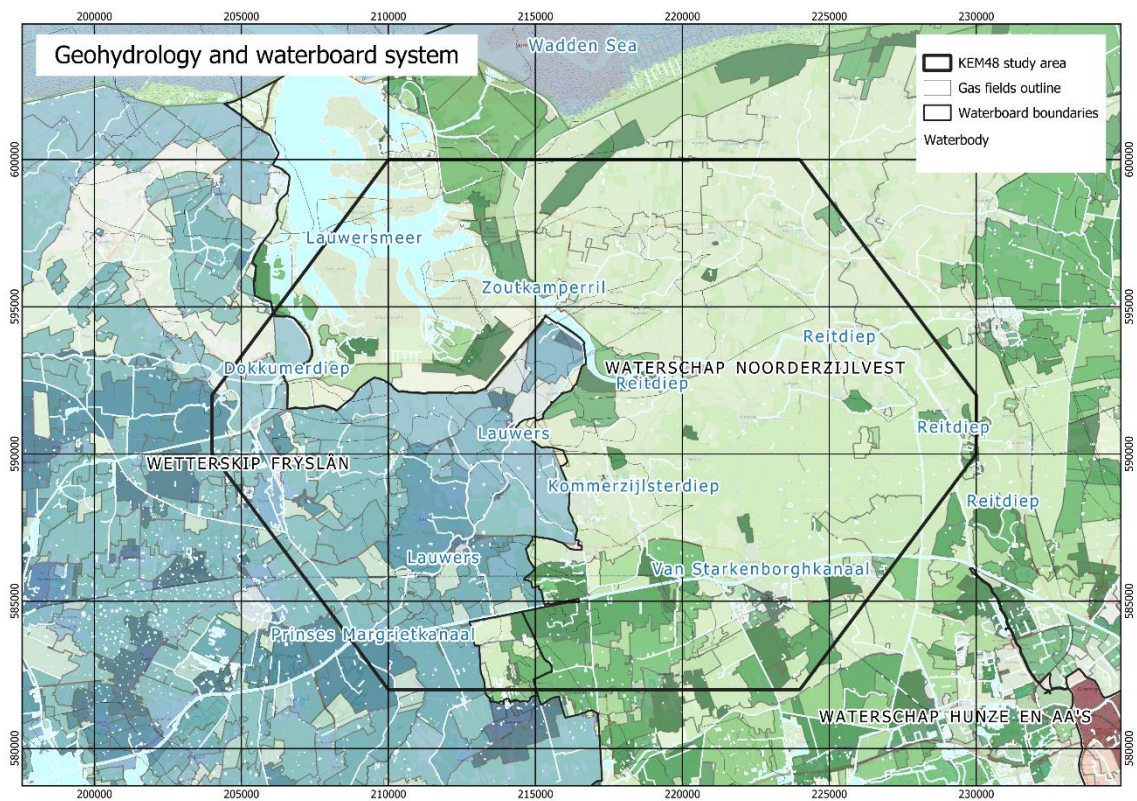 200000 205000 210000 215000 220000 225000 230000
Geohydrology and waterboard system
Wadden Sea
KEM48 study area
Gas fields outline
Waterboard boundaries
Waterbody
600000 600000
Lauwersmeer
Zoutkamperril
595000 595000
Reitdiep
Dokkumerdiep
WATERSCHAP NOORDERZIJLVEST
Reitdiep
Lauwers
Reitdiep
590000 590000
WETTERSKIP FRYSLÂN
Kommerzijlsterdiep
Reitdiep
Lauwers
Van Starkenborghkanaal
585000 585000
Prinses Margrietkanaal
WATERSCHAP HUNZE EN AA'S
580000 580000
200000 205000 210000 215000 220000 225000 230000